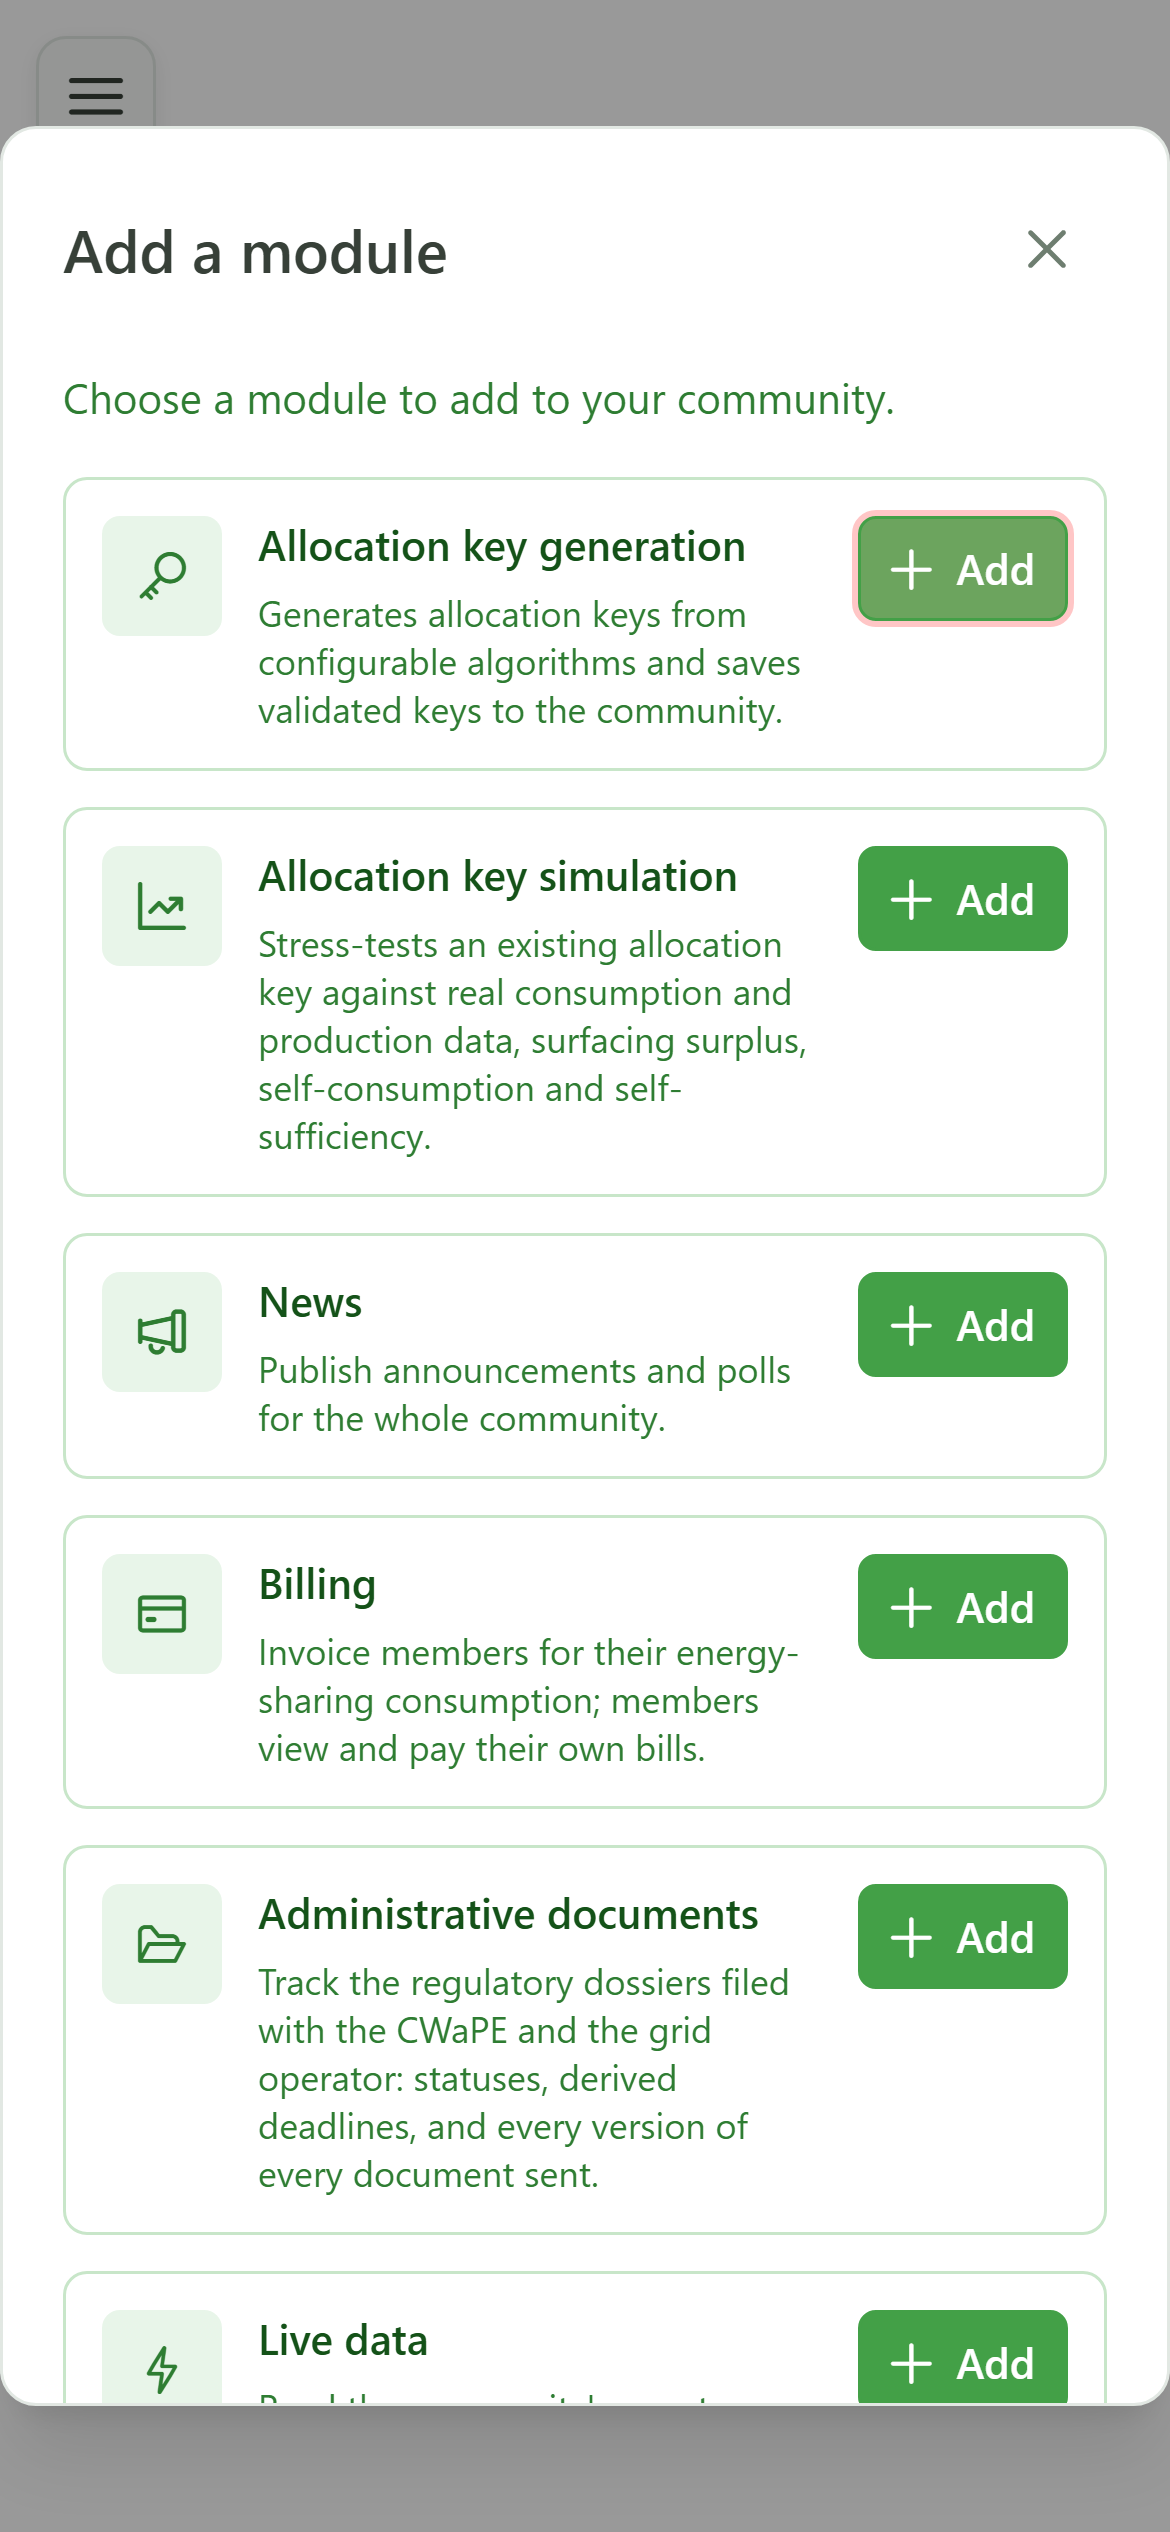 Add a module
Choose a module to add to your community.
Allocation key generation
Add
Generates allocation keys from
configurable algorithms and saves
validated keys to the community.
Allocation key simulation
Add
Stress-tests an existing allocation
key against real consumption and
production data, surfacing surplus,
self-consumption and self-
sufficiency.
News
Add
Publish announcements and polls
for the whole community.
Billing
Add
Invoice members for their energy-
sharing consumption; members
view and pay their own bills.
Administrative documents
Add
Track the regulatory dossiers filed
with the CWaPE and the grid
operator: statuses, derived
deadlines, and every version of
every document sent.
Live data
Add